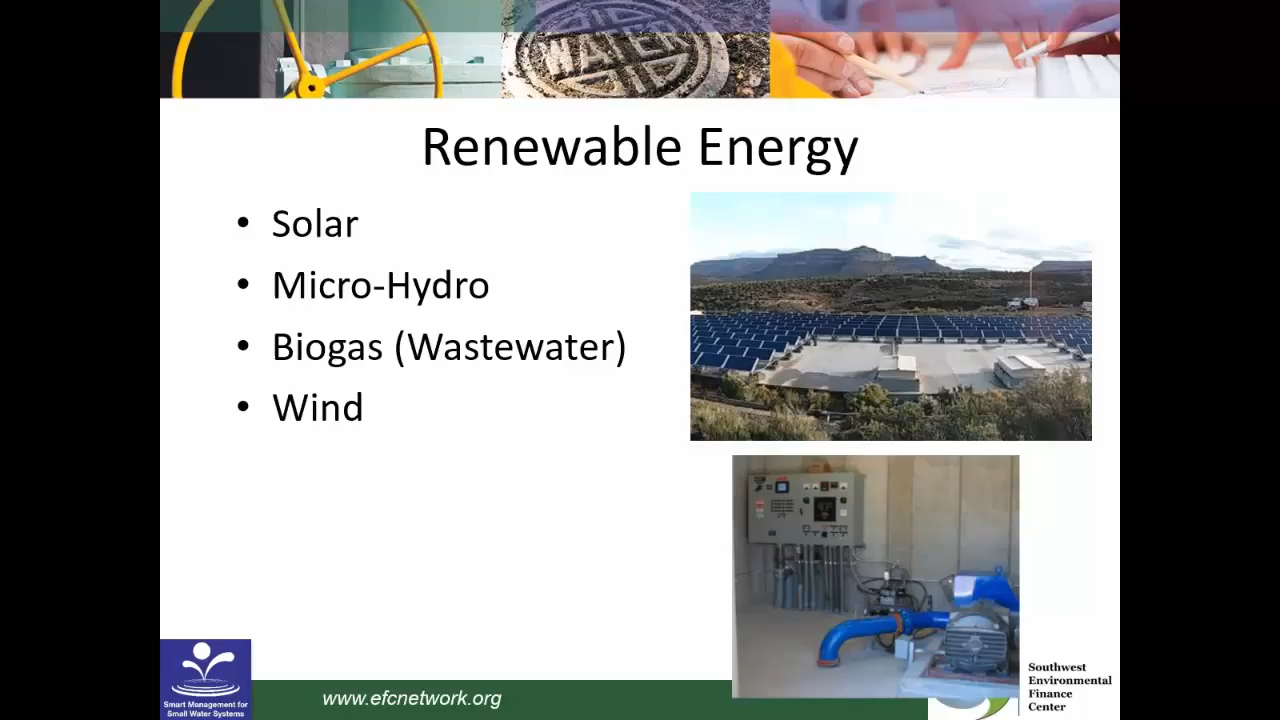 WATER
Renewable Energy
• Solar
• Micro-Hydro
• Biogas (Wastewater)
• Wind
Smart Management for
Small Water Systems
www.efcnetwork.org
Southwest
Environmental
Finance
Center